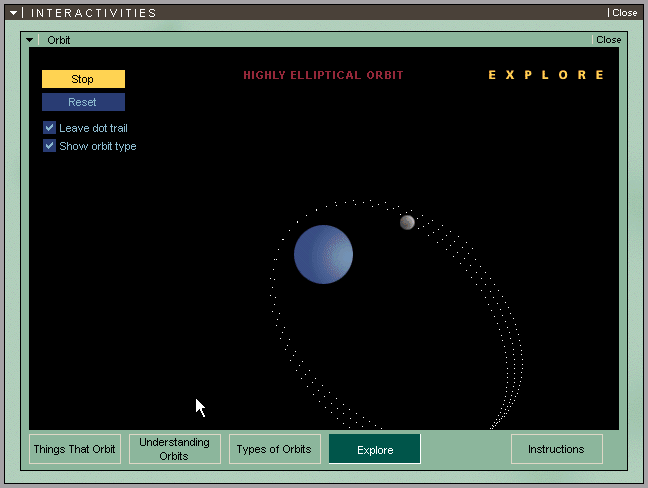 INTERACTIVITIES
Close
Orbit
Close
Stop
HIGHLY ELLIPTICAL ORBIT
EXPLORE
Reset
Leave dot trail
Show orbit type
Things That Orbit
Understanding
Orbits
Types of Orbits
Explore
Instructions